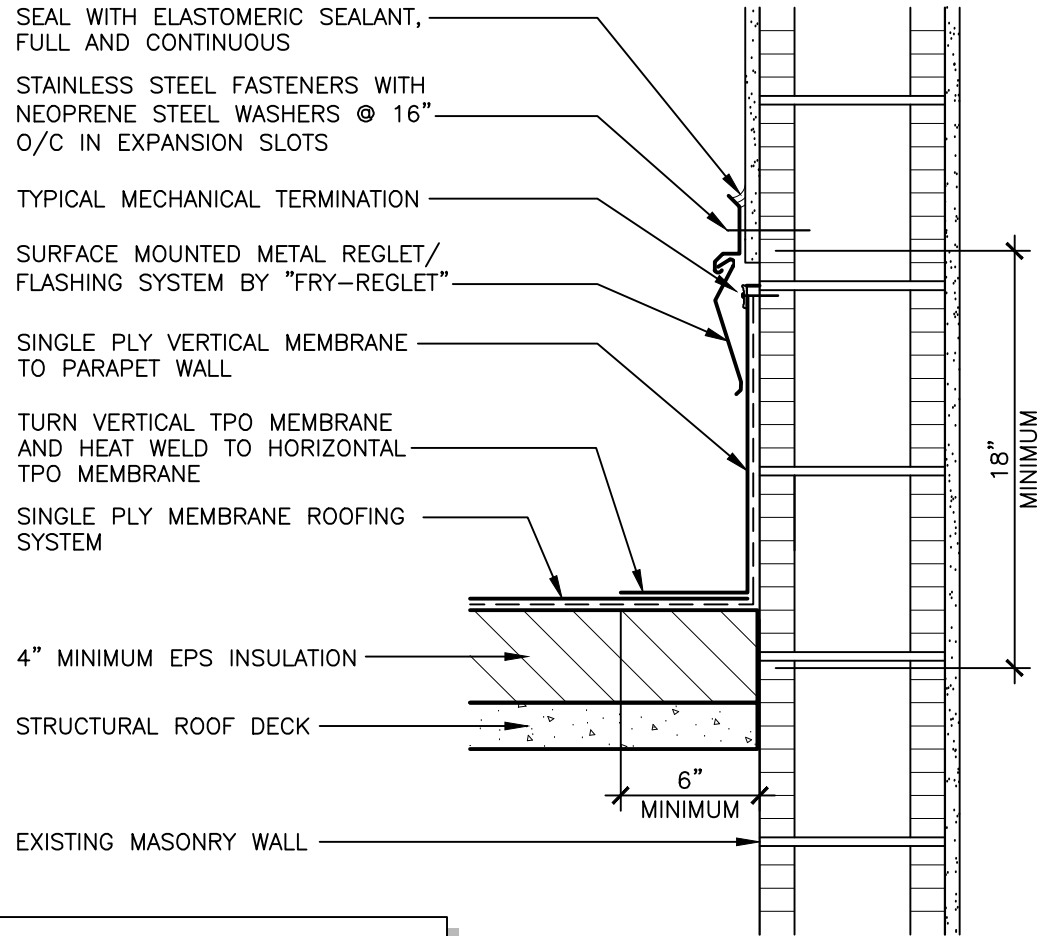 SEAL WITH ELASTOMERIC SEALANT,
FULL AND CONTINUOUS
STAINLESS STEEL FASTENERS WITH
NEOPRENE STEEL WASHERS @ 16"
O/C IN EXPANSION SLOTS
TYPICAL MECHANICAL TERMINATION
SURFACE MOUNTED METAL REGLET/
FLASHING SYSTEM BY "FRY-REGLET"
SINGLE PLY VERTICAL MEMBRANE
TO PARAPET WALL
TURN VERTICAL TPO MEMBRANE
AND HEAT WELD TO HORIZONTAL
TPO MEMBRANE
SINGLE PLY MEMBRANE ROOFING
SYSTEM
4" MINIMUM EPS INSULATION
STRUCTURAL ROOF DECK
EXISTING MASONRY WALL
6"
MINIMUM
18"
MINIMUM